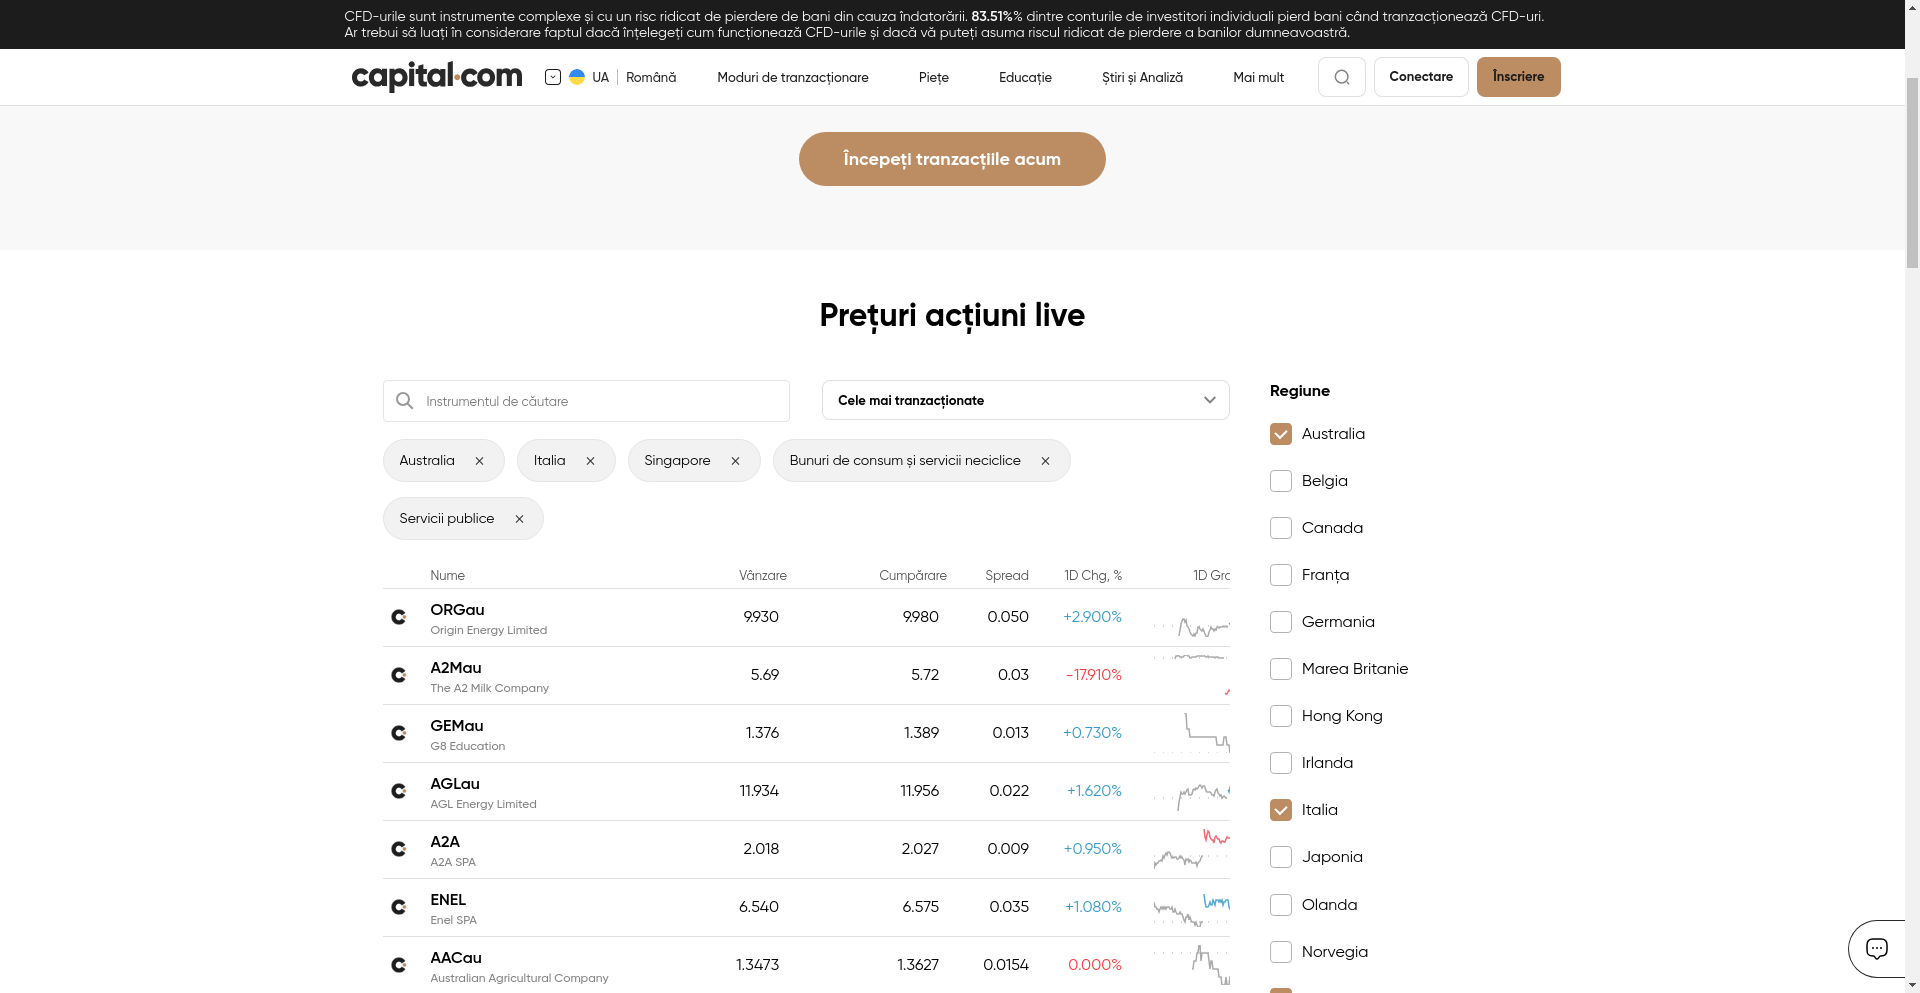 CFD-urile sunt instrumente complexe și cu un risc ridicat de pierdere de bani din cauza îndatorării. 83.51%% dintre conturile de investitori individuali pierd bani când tranzacționează CFD-uri.
Ar trebui să luați în considerare faptul dacă înțelegeți cum funcționează CFD-urile și dacă vă puteți asuma riscul ridicat de pierdere a banilor dumneavoastră.
capital.com UA Română Moduri de tranzacționare Piețe Educație Știri și Analiză Mai mult Conectare Înscriere
Începeți tranzacțiile acum
Prețuri acțiuni live
Instrumentul de căutare
Cele mai tranzacționate
Australia Italia Singapore Bunuri de consum și servicii neciclice
Servicii publice
Nume Vânzare Cumpărare Spread 1D Chg, % 1D Gra
ORGau 9.930 9.980 0.050 +2.900%
Origin Energy Limited
A2Mau 5.69 5.72 0.03 -17.910%
The A2 Milk Company
GEMau 1.376 1.389 0.013 +0.730%
G8 Education
AGLau 11.934 11.956 0.022 +1.620%
AGL Energy Limited
A2A 2.018 2.027 0.009 +0.950%
A2A SPA
ENEL 6.540 6.575 0.035 +1.080%
Enel SPA
AACau 1.3473 1.3627 0.0154 0.000%
Australian Agricultural Company
Regiune
Australia
Belgia
Canada
Franța
Germania
Marea Britanie
Hong Kong
Irlanda
Italia
Japonia
Olanda
Norvegia